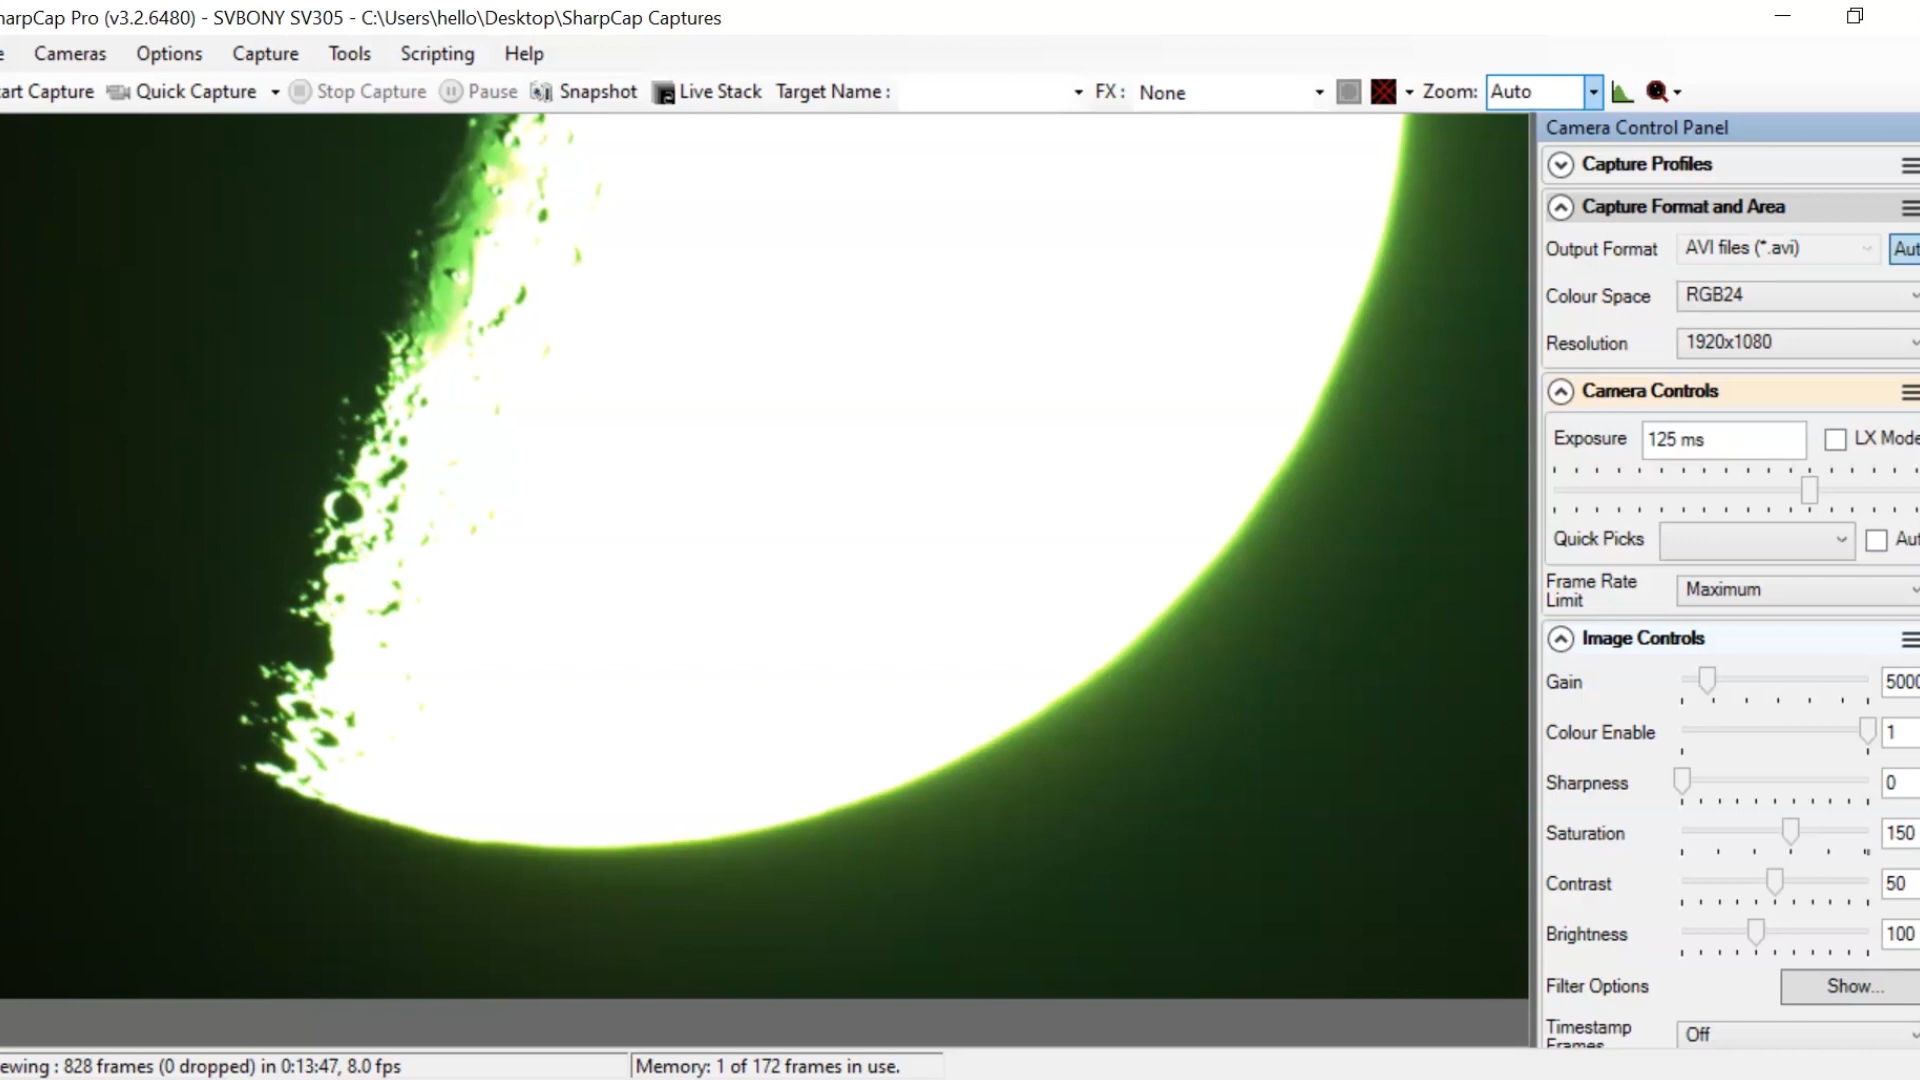 harpCap Pro (v3.2.6480) - SVBONY SV305 - C:\Users\hello\Desktop\SharpCap Captures
e Cameras Options Capture Tools Scripting Help
art Capture Quick Capture Stop Capture Pause Snapshot Live Stack Target Name : FX : None Zoom: Auto
Camera Control Panel
Capture Profiles
Capture Format and Area
Output Format AVI files (*.avi) Aut
Colour Space RGB24
Resolution 1920x1080
Camera Controls
Exposure 125 ms LX Mode
Quick Picks Aut
Frame Rate
Limit Maximum
Image Controls
Gain 5000
Colour Enable 1
Sharpness 0
Saturation 150
Contrast 50
Brightness 100
Filter Options Show...
Timestamp
Frames Off
ewing : 828 frames (0 dropped) in 0:13:47, 8.0 fps Memory: 1 of 172 frames in use.